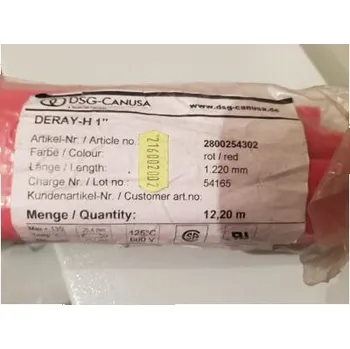 DSG-CANUSA
www.dsg-canusa.de
DERAY-H 1"
Artikel-Nr. / Article no. 2800254302
Farbe / Colour: rot / red
Länge / Length: 1.220 mm
Charge Nr. / Lot no.: 54165
Kundenartikel-Nr. / Customer art.no:
Menge / Quantity: 12,20 m
216002002
125°C
600 V